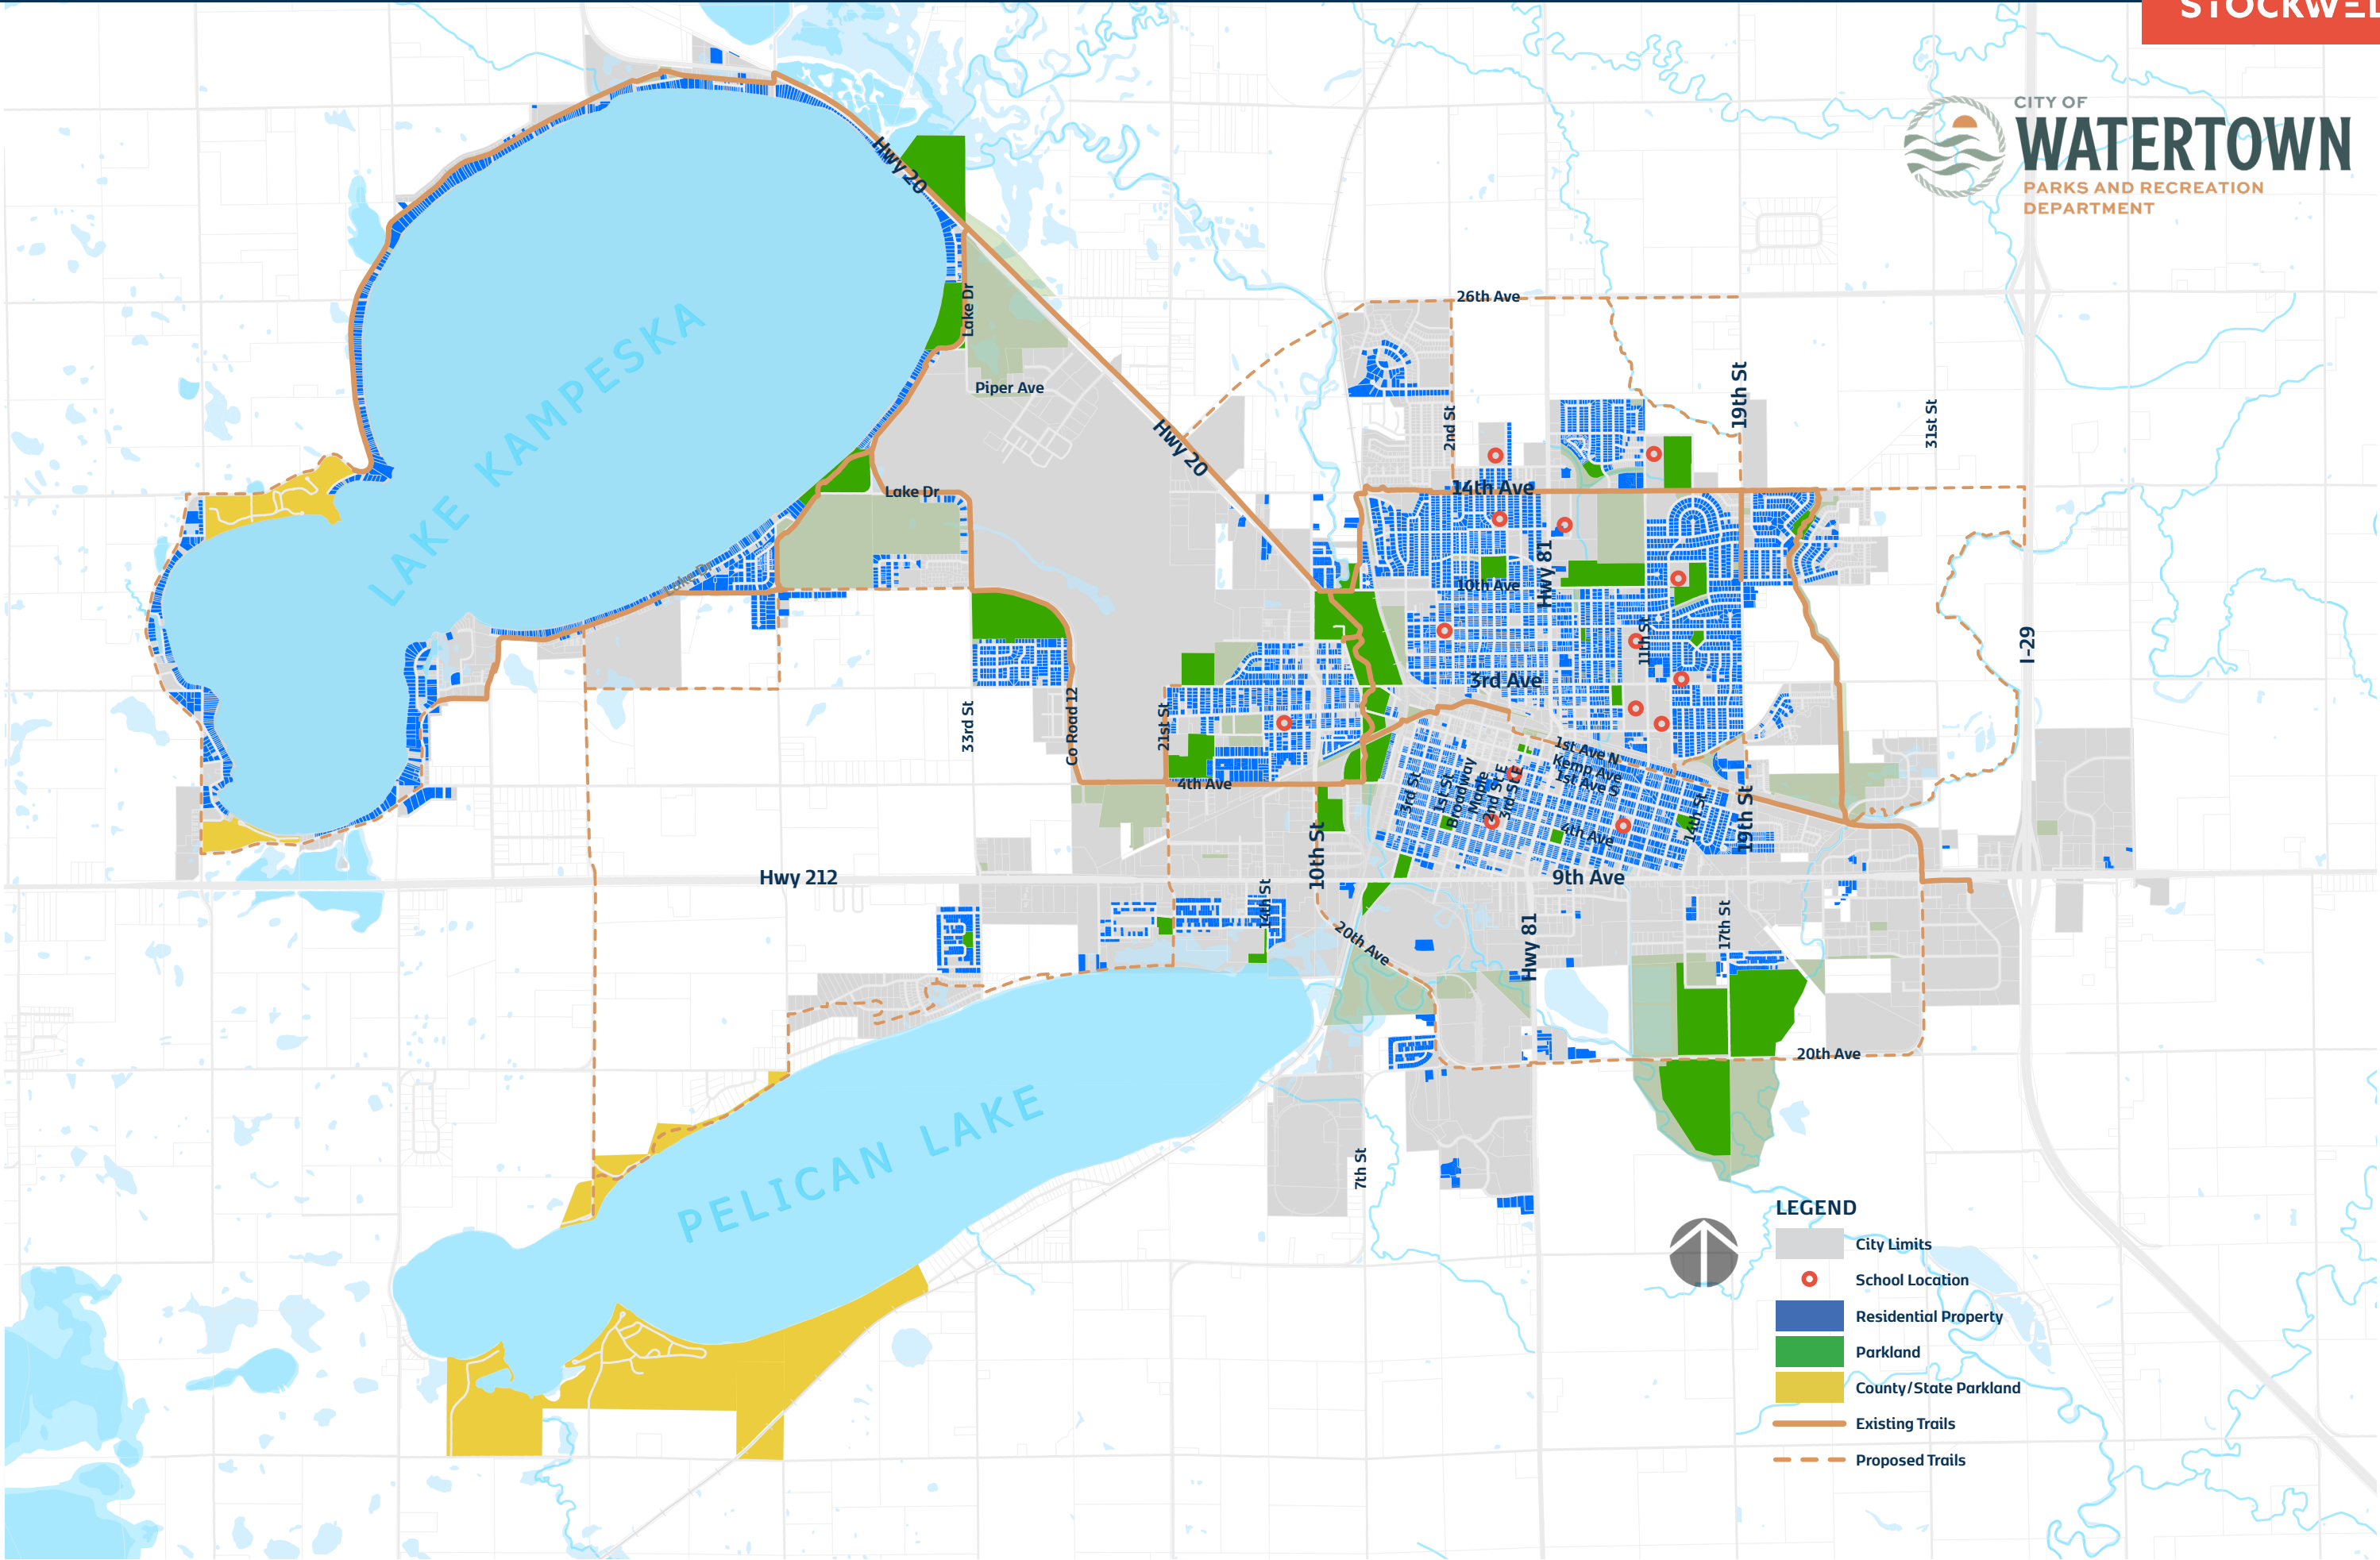 STOCKWEL
CITY OF
WATERTOWN
PARKS AND RECREATION
DEPARTMENT
Hwy 20
26th Ave
Lake Dr
Piper Ave
LAKE KAMPESKA
19th St
2nd St
31st St
Hwy 20
Lake Dr
14th Ave
Hwy 81
10th Ave
Lake Dr
11th St
I-29
3rd Ave
33rd St
Co Road 12
21st St
4th Ave
1st Ave N
Kemp Ave
1st Ave S
3rd St
1st St
Broadway
Maple
2nd St E
3rd St E
4th Ave
14th St
19th St
10th St
Hwy 212
9th Ave
14th St
20th Ave
Hwy 81
17th St
20th Ave
PELICAN LAKE
7th St
LEGEND
City Limits
School Location
Residential Property
Parkland
County/State Parkland
Existing Trails
Proposed Trails